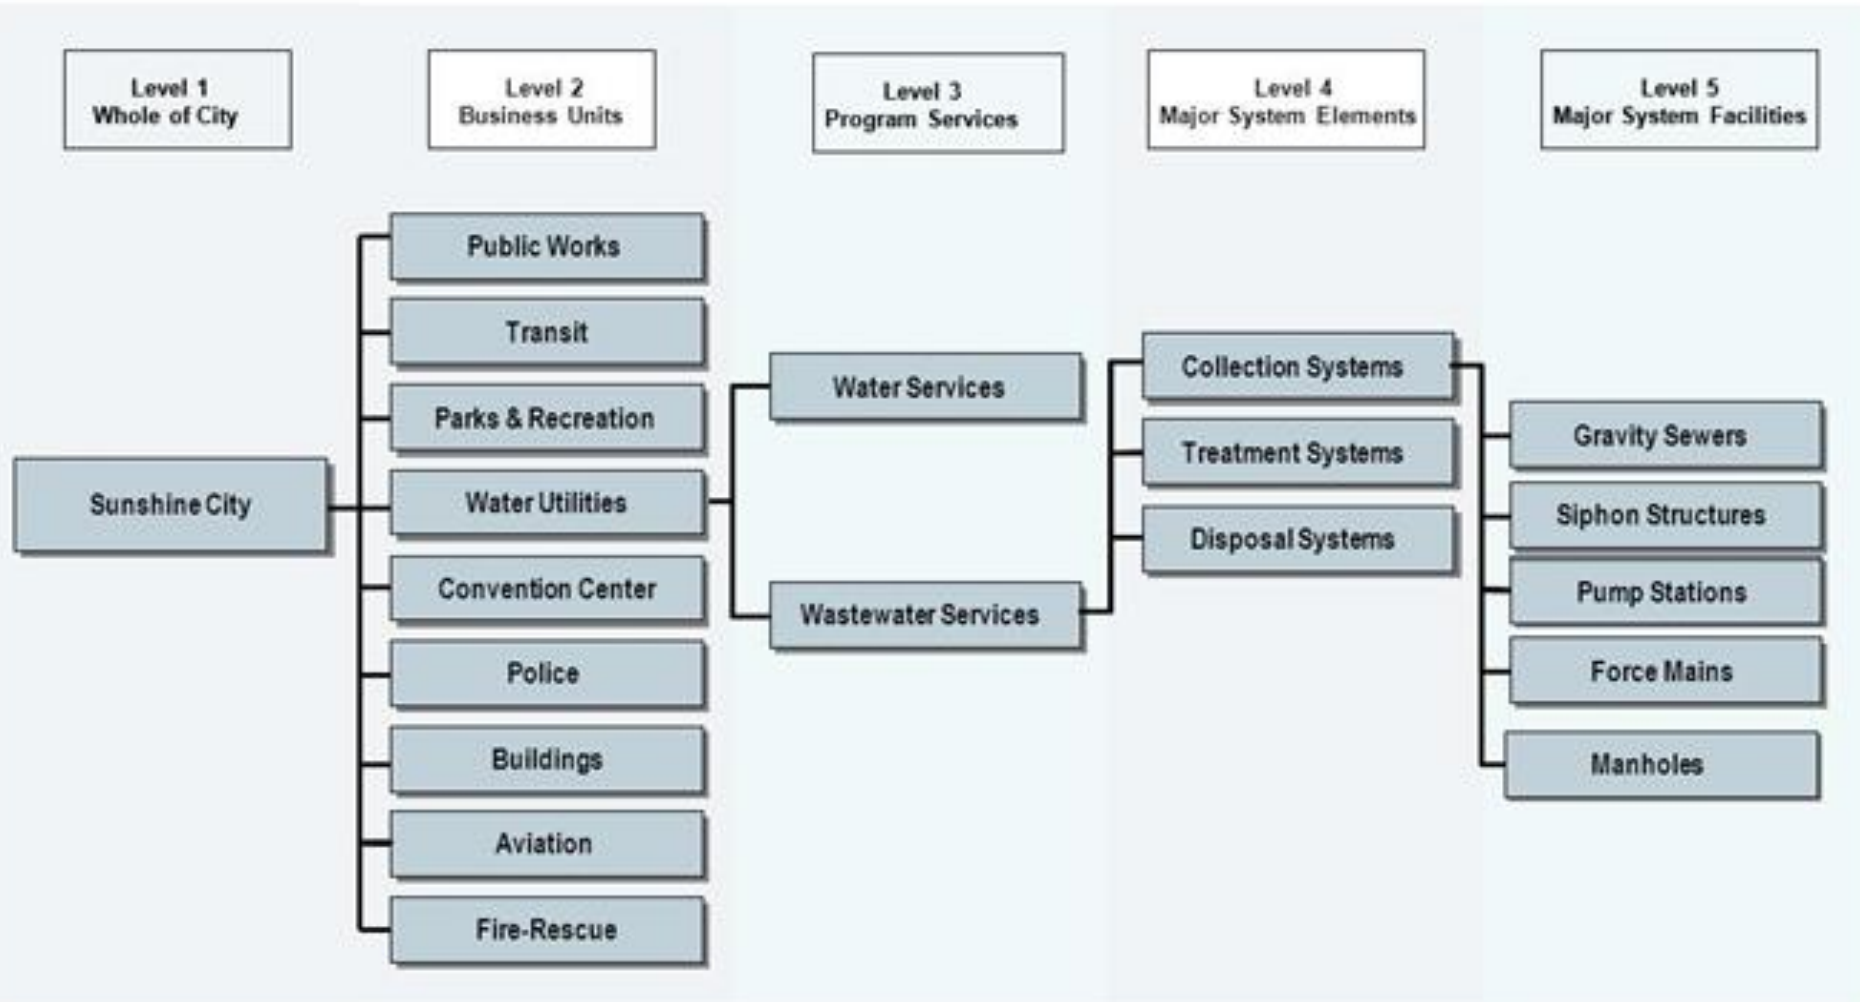 Level 1
Whole of City
Level 2
Business Units
Level 3
Program Services
Level 4
Major System Elements
Level 5
Major System Facilities
Sunshine City
Public Works
Transit
Parks & Recreation
Water Utilities
Convention Center
Police
Buildings
Aviation
Fire-Rescue
Water Services
Wastewater Services
Collection Systems
Treatment Systems
Disposal Systems
Gravity Sewers
Siphon Structures
Pump Stations
Force Mains
Manholes